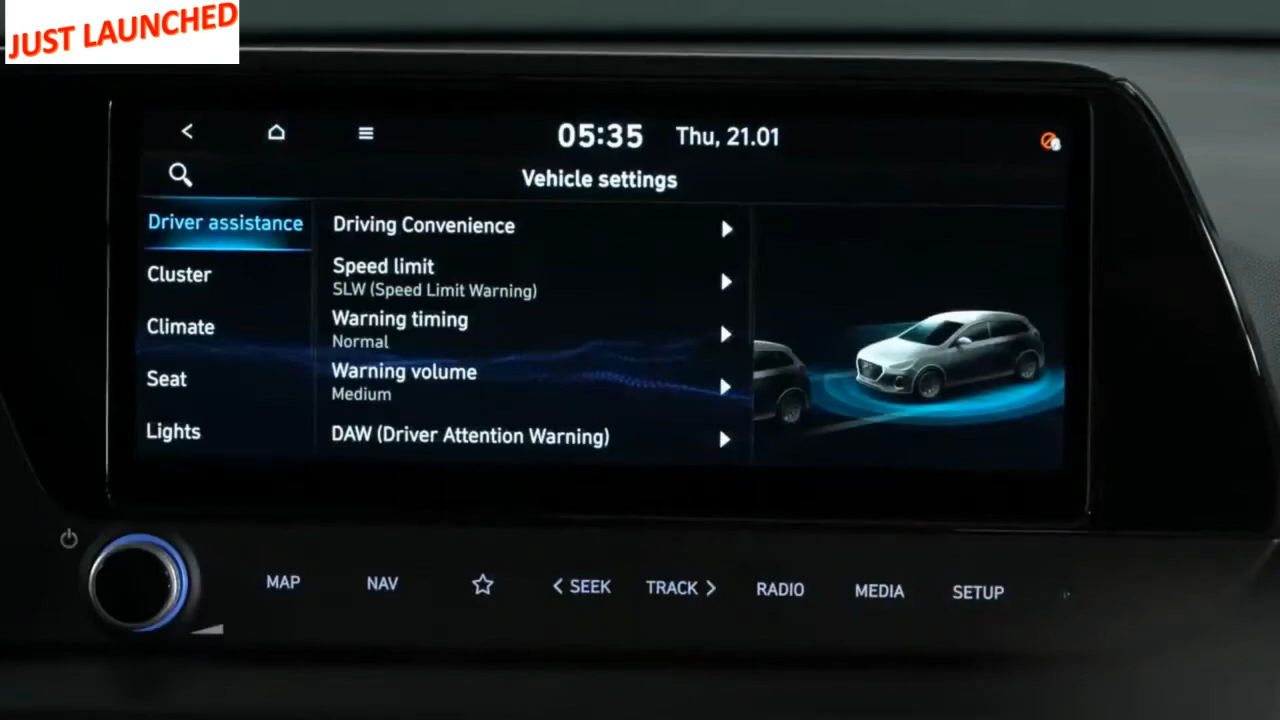 JUST LAUNCHED
05:35 Thu, 21.01
Vehicle settings
Driver assistance
Cluster
Climate
Seat
Lights
Driving Convenience
Speed limit
SLW (Speed Limit Warning)
Warning timing
Normal
Warning volume
Medium
DAW (Driver Attention Warning)
MAP NAV SEEK TRACK RADIO MEDIA SETUP